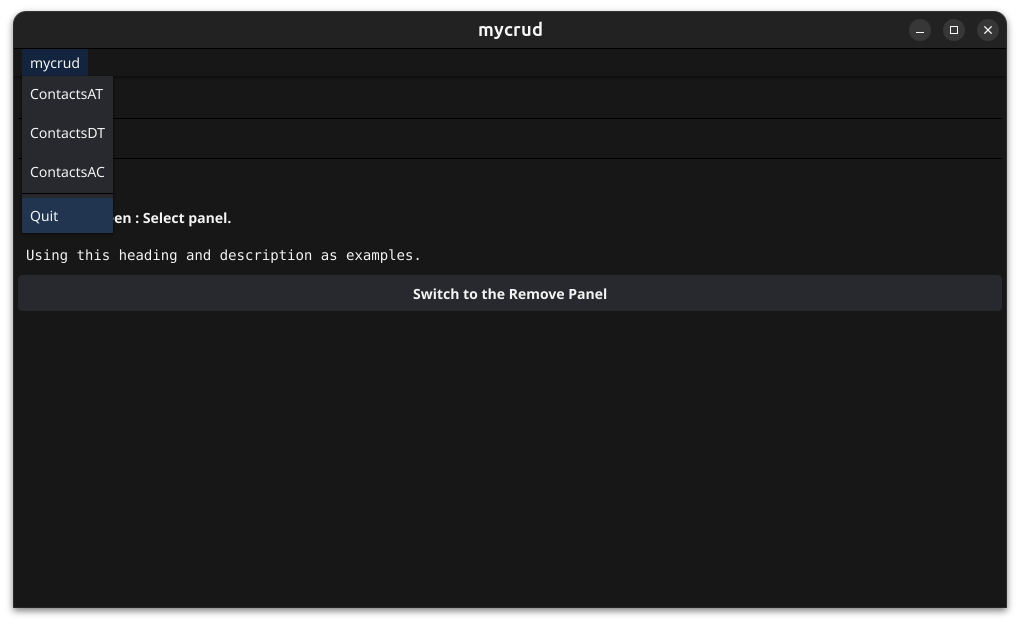 mycrud
mycrud
ContactsAT
ContactsDT
ContactsAC
Quit
en : Select panel.
Using this heading and description as examples.
Switch to the Remove Panel